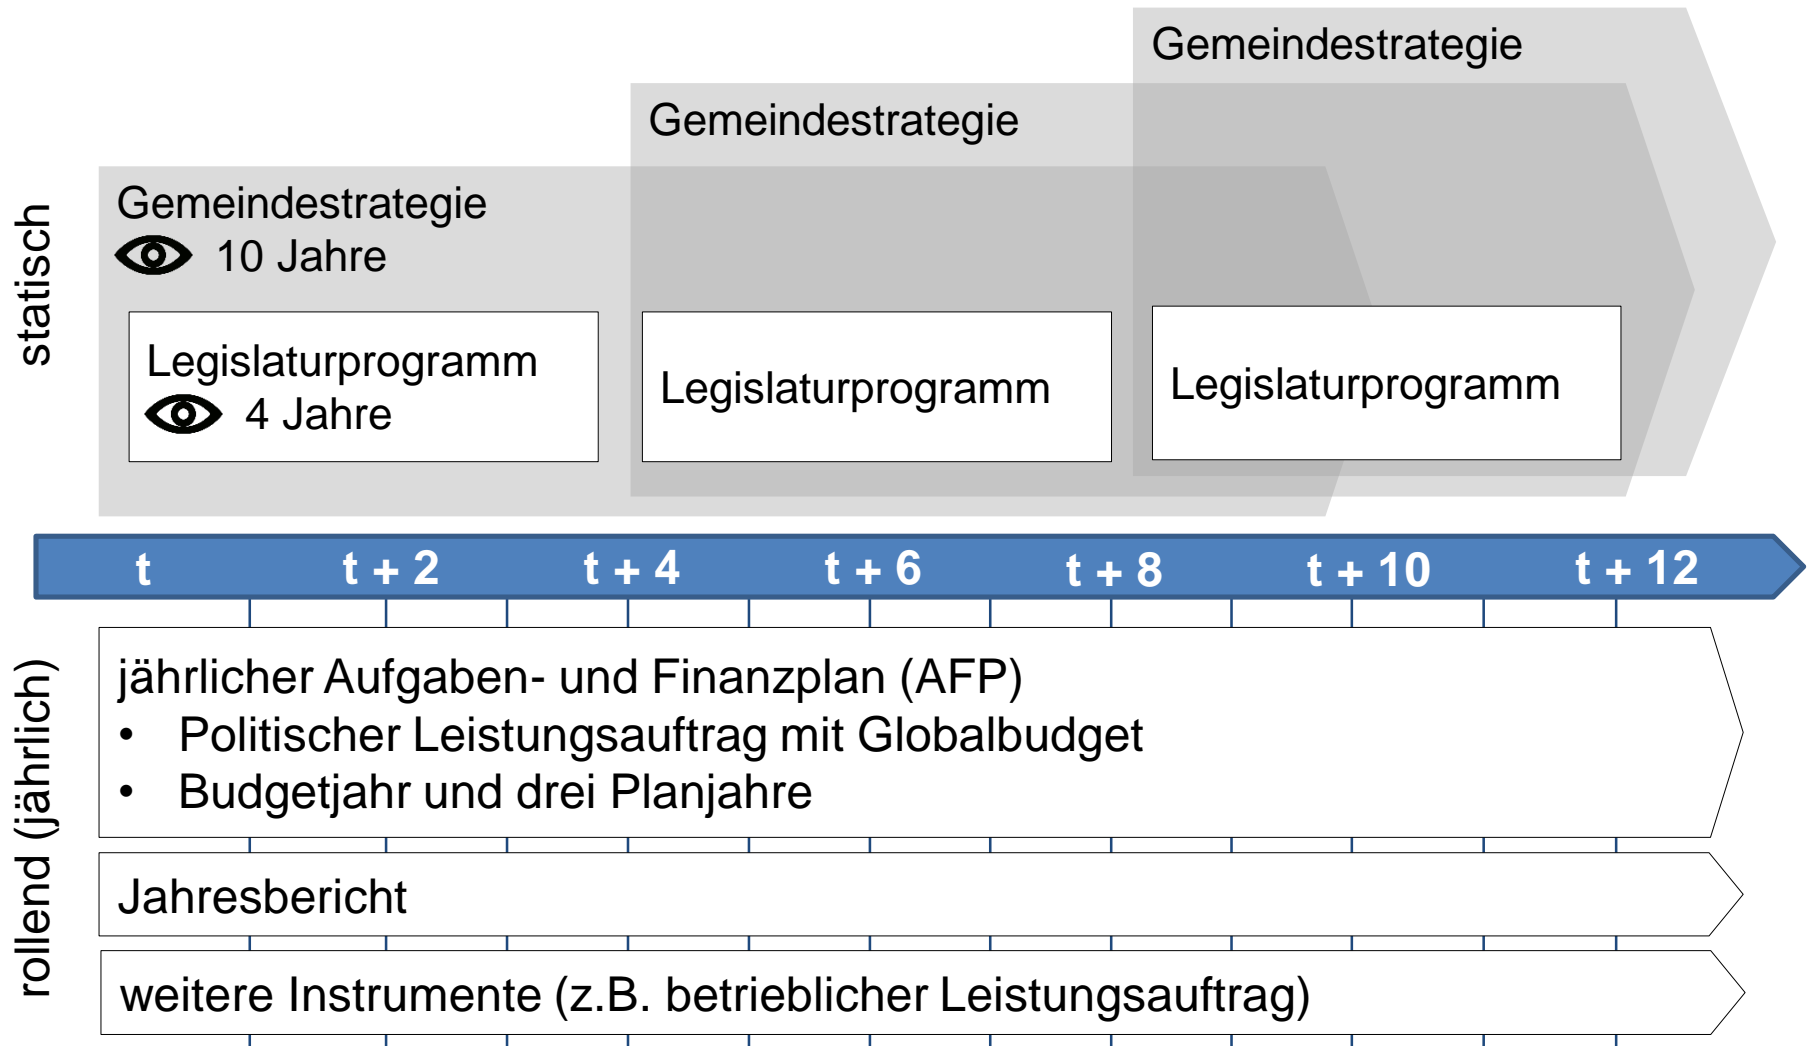 Gemeindestrategie
Gemeindestrategie
Gemeindestrategie
10 Jahre
statisch
Legislaturprogramm
4 Jahre
Legislaturprogramm
Legislaturprogramm
t t + 2 t + 4 t + 6 t + 8 t + 10 t + 12
rollend (jährlich)
jährlicher Aufgaben- und Finanzplan (AFP)
• Politischer Leistungsauftrag mit Globalbudget
• Budgetjahr und drei Planjahre
Jahresbericht
weitere Instrumente (z.B. betrieblicher Leistungsauftrag)